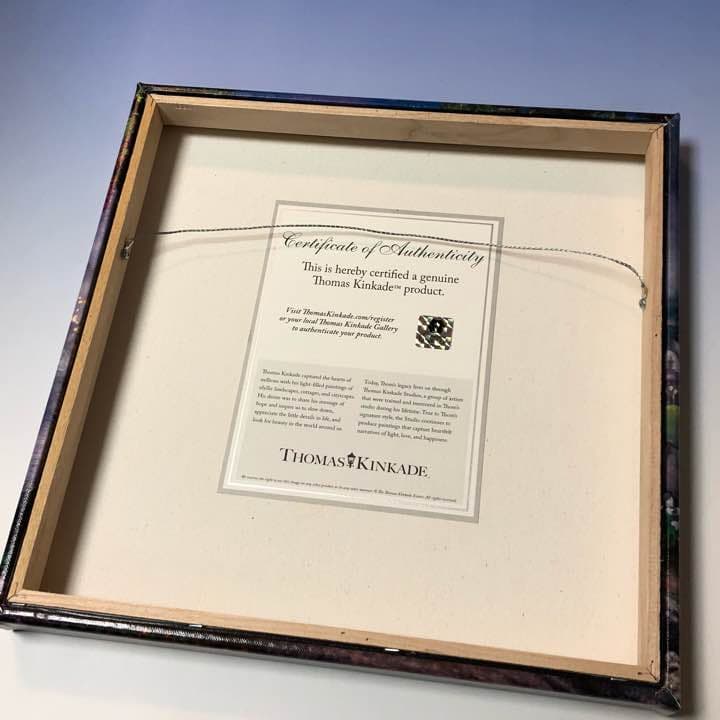 Certificate of Authenticity
This is hereby certified a genuine
Thomas Kinkade™ product.
Visit ThomasKinkade.com/register
or your local Thomas Kinkade Gallery
to authenticate your product.
Thomas Kinkade captured the hearts of
millions with his light-filled paintings of
idyllic landscapes, cottages, and cityscapes.
His desire was to share his message of
hope and inspire us to slow down,
appreciate the little details in life, and
look for beauty in the world around us.
Today, Thom's legacy lives on through
Thomas Kinkade Studios, a group of artists
that were trained and mentored in Thom's
studio during his lifetime. True to Thom's
signature style, the Studio continues to
produce paintings that capture heartfelt
narratives of light, love, and happiness.
THOMAS KINKADE